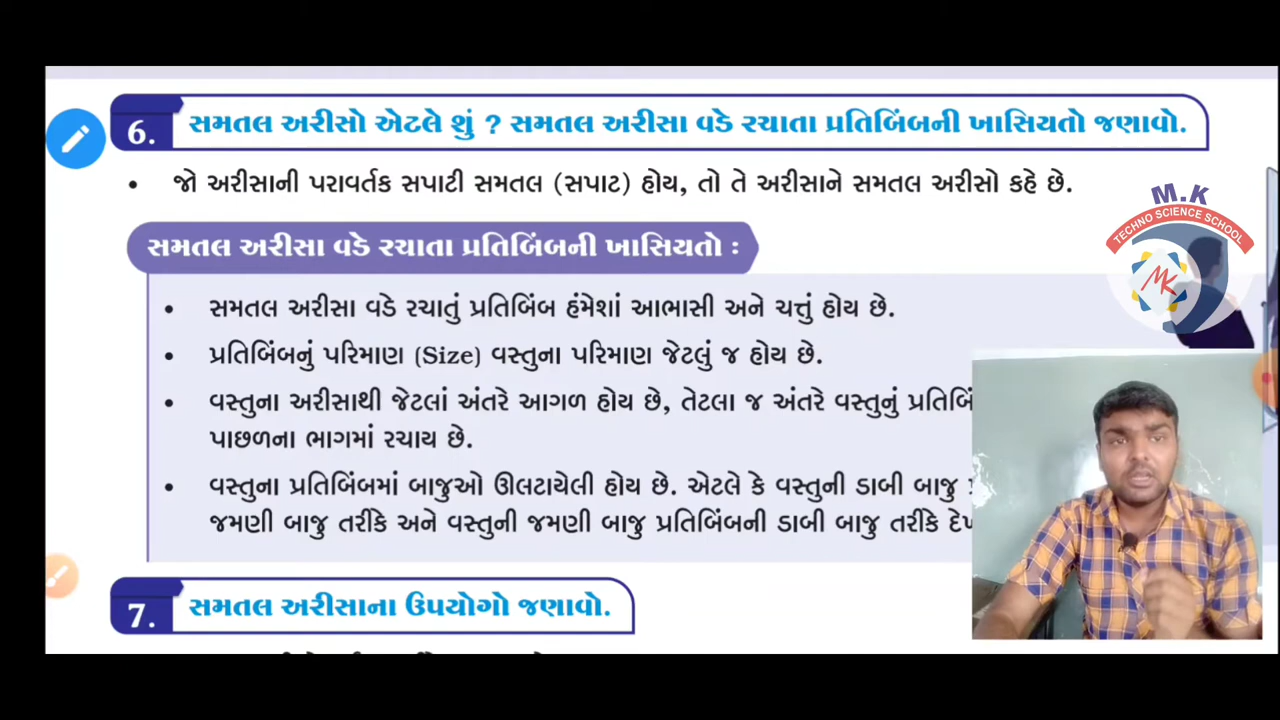 6.
સમતલ અરીસો એટલે શું ? સમતલ અરીસા વડે રચાતા પ્રતિબિંબની ખાસિયતો જણાવો.
• જો અરીસાની પરાવર્તક સપાટી સમતલ (સપાટ) હોય, તો તે અરીસાને સમતલ અરીસો કહે છે.
M.K
TECHNO SCIENCE SCHOOL
MK
સમતલ અરીસા વડે રચાતા પ્રતિબિંબની ખાસિયતો :
• સમતલ અરીસા વડે રચાતું પ્રતિબિંબ હંમેશાં આભાસી અને ચત્તું હોય છે.
• પ્રતિબિંબનું પરિમાણ (Size) વસ્તુના પરિમાણ જેટલું જ હોય છે.
• વસ્તુના અરીસાથી જેટલાં અંતરે આગળ હોય છે, તેટલા જ અંતરે વસ્તુનું
પાછળના ભાગમાં રચાય છે.
• વસ્તુના પ્રતિબિંબમાં બાજુઓ ઊલટાયેલી હોય છે. એટલે કે વસ્તુની ડાબી બાજુ
જમણી બાજુ તરીકે અને વસ્તુની જમણી બાજુ પ્રતિબિંબની ડાબી બાજુ તરીકે
7.
સમતલ અરીસાના ઉપયોગો જણાવો.